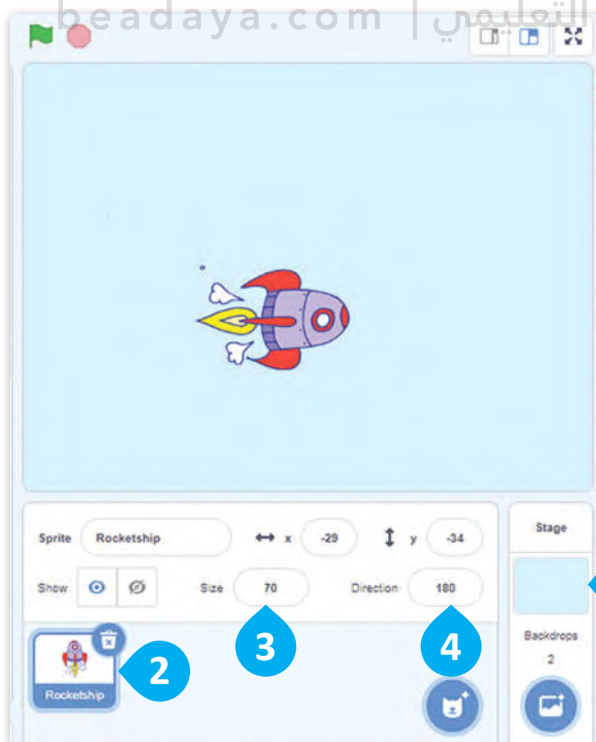 beadaya.com | التعليمي
Sprite Rocketship x -29 y -34
Show Size 70 Direction 180
Stage
Backdrops
2
Rocketship
2
3
4